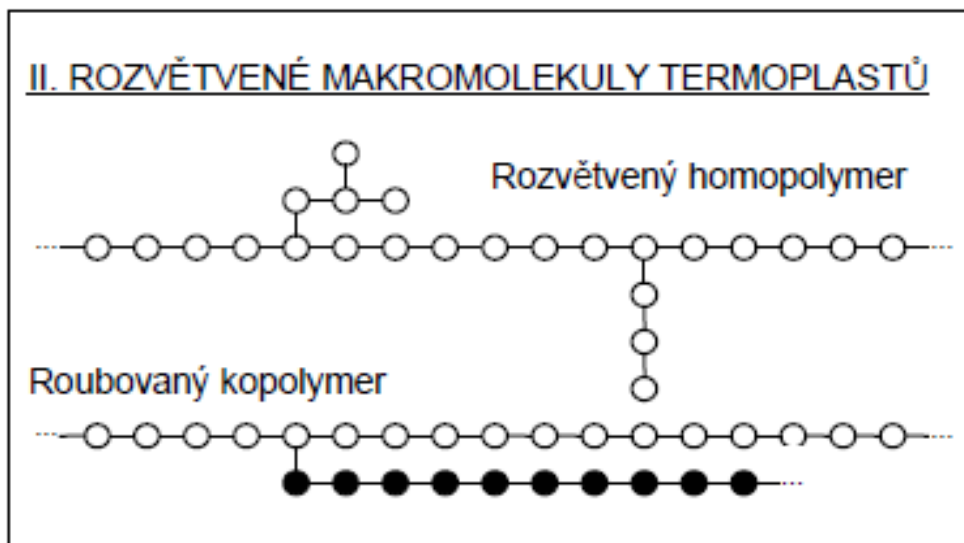 II. ROZVĚTVENÉ MAKROMOLEKULY TERMOPLASTŮ
Rozvětvený homopolymer
Roubovaný kopolymer